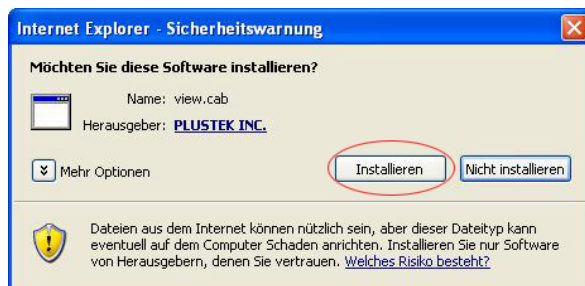 Internet Explorer - Sicherheitswarnung
Möchten Sie diese Software installieren?
Name: view.cab
Herausgeber: PLUSTEK INC.
Mehr Optionen
Installieren
Nicht installieren
Dateien aus dem Internet können nützlich sein, aber dieser Dateityp kann
eventuell auf dem Computer Schaden anrichten. Installieren Sie nur Software
von Herausgebern, denen Sie vertrauen. Welches Risiko besteht?